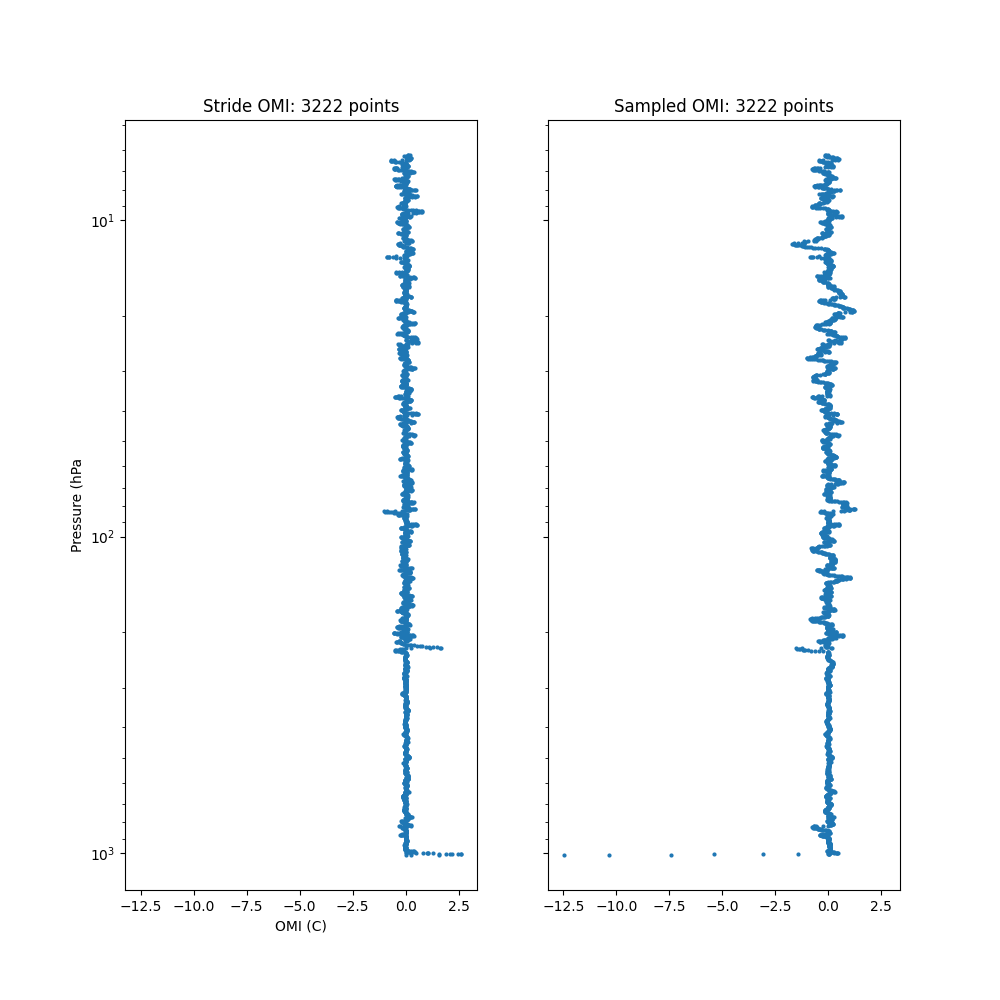 Stride OMI: 3222 points
Sampled OMI: 3222 points
10¹
10²
10³
Pressure (hPa
−12.5 −10.0 −7.5 −5.0 −2.5 0.0 2.5
−12.5 −10.0 −7.5 −5.0 −2.5 0.0 2.5
OMI (C)